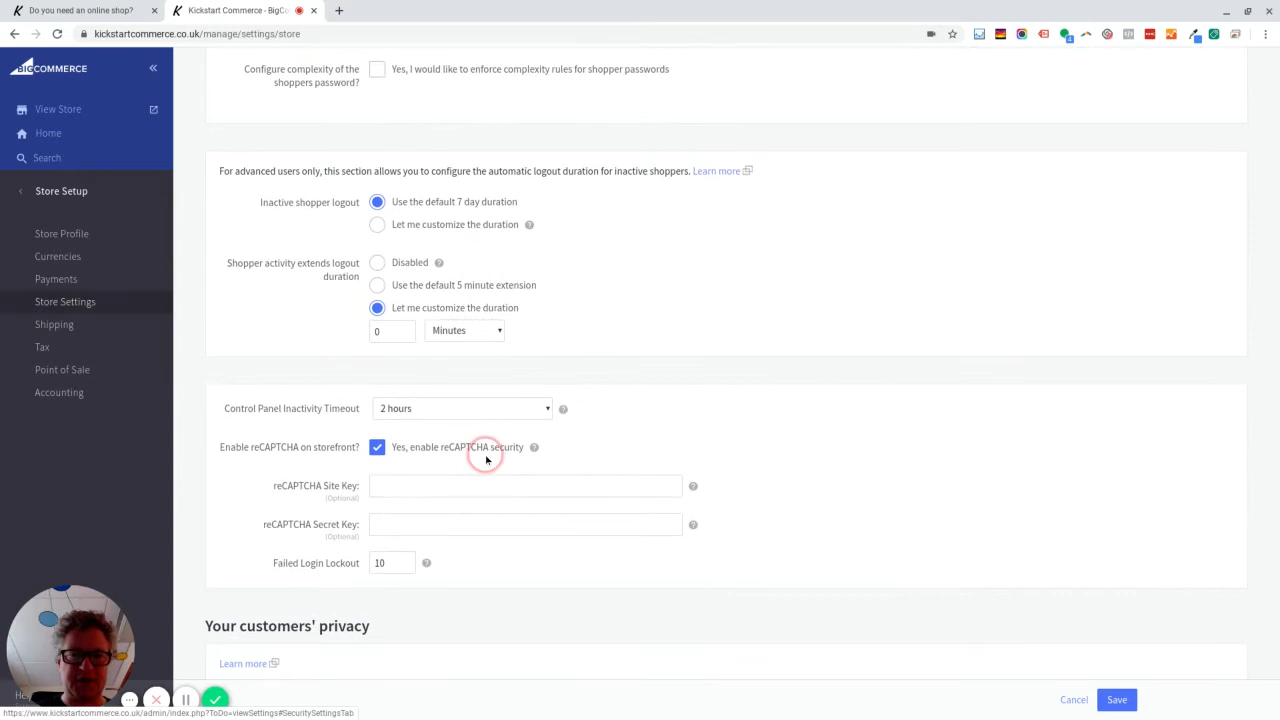 Do you need an online shop?
Kickstart Commerce - BigCo
kickstartcommerce.co.uk/manage/settings/store
BIGCOMMERCE
View Store
Home
Search
Store Setup
Store Profile
Currencies
Payments
Store Settings
Shipping
Tax
Point of Sale
Accounting
Configure complexity of the shoppers password?
Yes, I would like to enforce complexity rules for shopper passwords
For advanced users only, this section allows you to configure the automatic logout duration for inactive shoppers. Learn more
Inactive shopper logout
Use the default 7 day duration
Let me customize the duration
Shopper activity extends logout duration
Disabled
Use the default 5 minute extension
Let me customize the duration
0 Minutes
Control Panel Inactivity Timeout 2 hours
Enable reCAPTCHA on storefront? Yes, enable reCAPTCHA security
reCAPTCHA Site Key:
(Optional)
reCAPTCHA Secret Key:
(Optional)
Failed Login Lockout 10
Your customers' privacy
Learn more
Cancel Save
https://www.kickstartcommerce.co.uk/admin/index.php?ToDo=viewSettings#SecuritySettingsTab